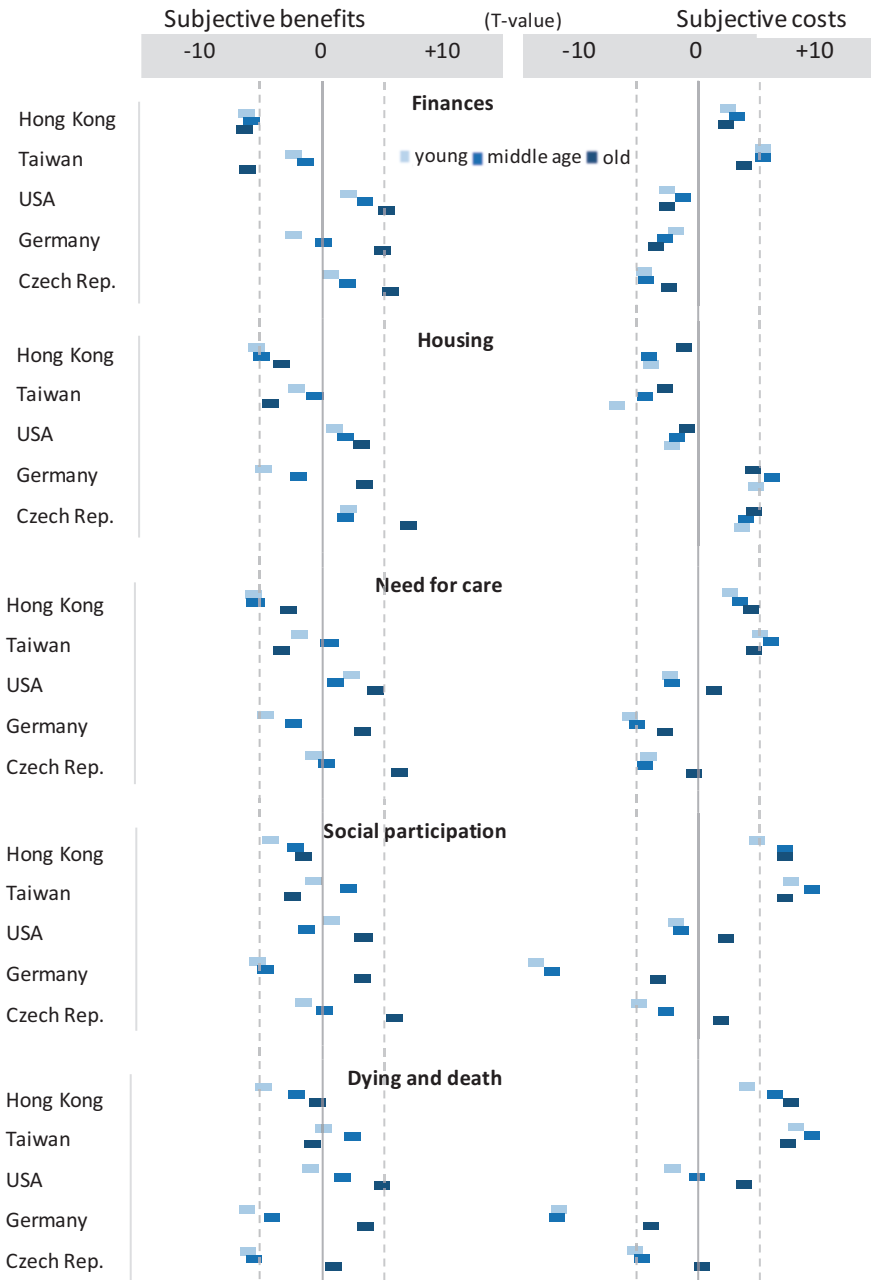 Subjective benefits (T-value) Subjective costs
-10 0 +10 -10 0 +10
Finances
Hong Kong
young middle age old
Taiwan
USA
Germany
Czech Rep.
Housing
Hong Kong
Taiwan
USA
Germany
Czech Rep.
Need for care
Hong Kong
Taiwan
USA
Germany
Czech Rep.
Social participation
Hong Kong
Taiwan
USA
Germany
Czech Rep.
Dying and death
Hong Kong
Taiwan
USA
Germany
Czech Rep.